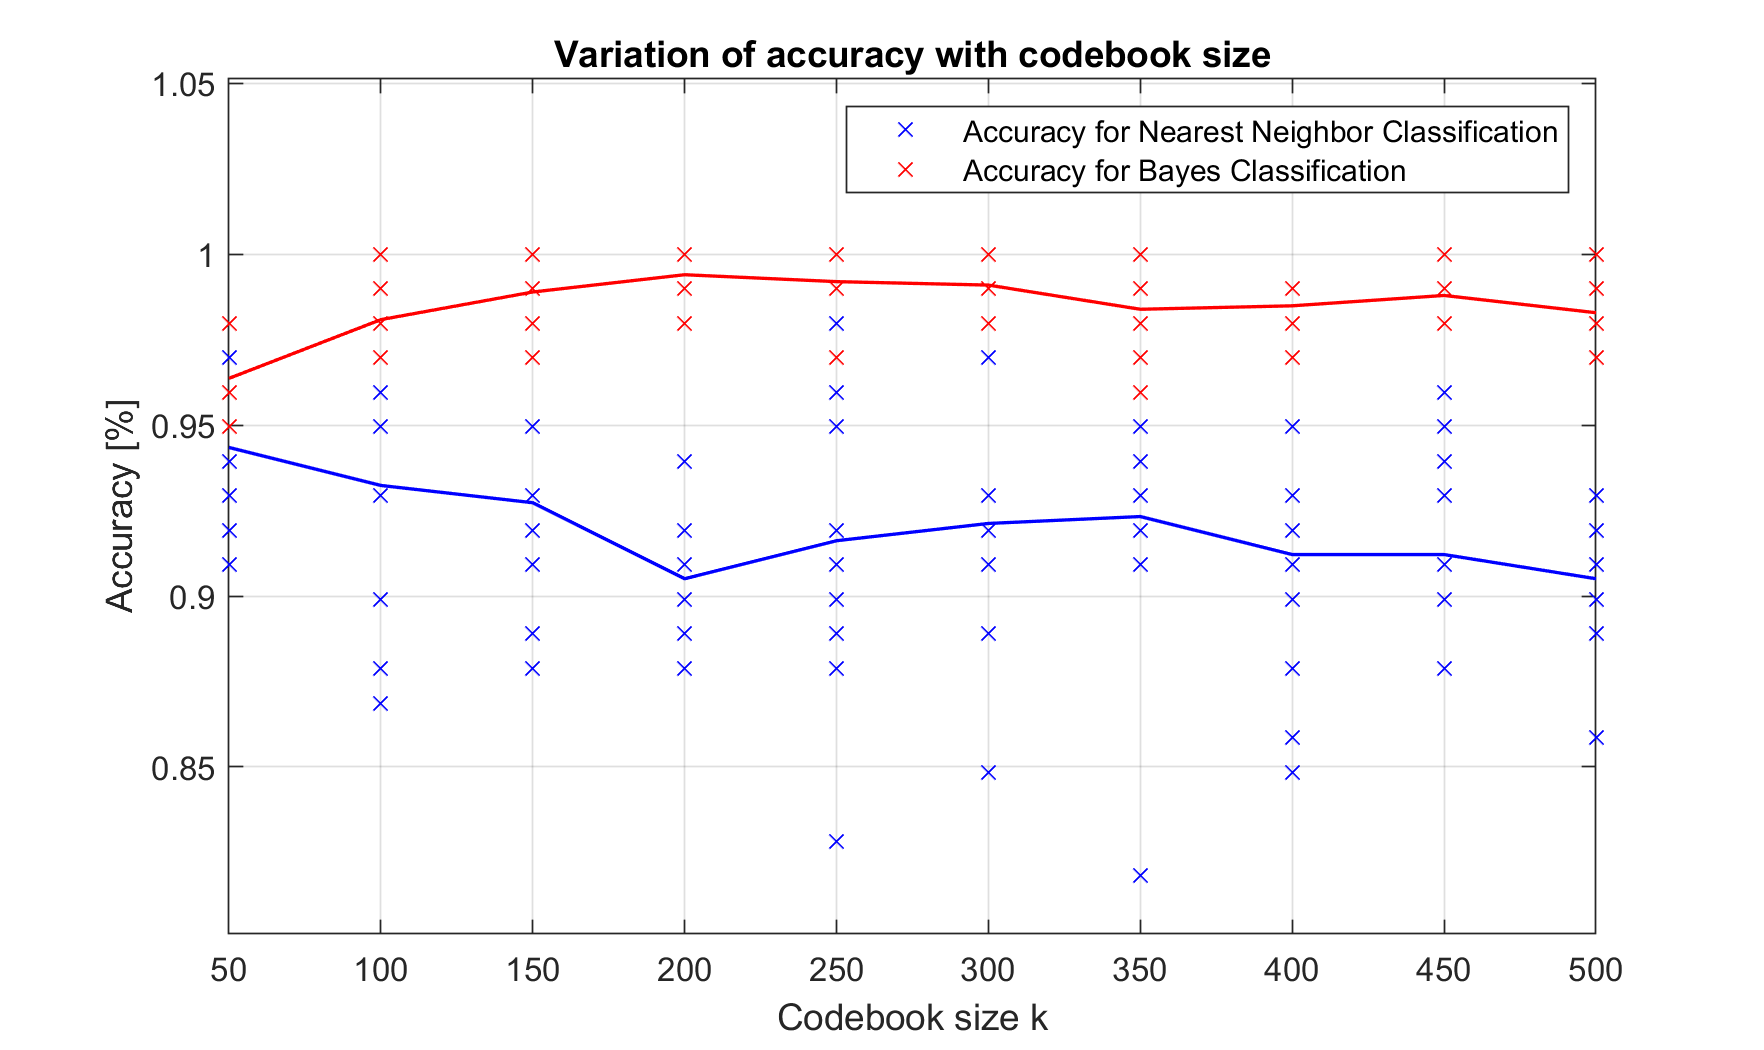 Variation of accuracy with codebook size
1.05
1
0.95
0.9
0.85
Accuracy [%]
Accuracy for Nearest Neighbor Classification
Accuracy for Bayes Classification
50 100 150 200 250 300 350 400 450 500
Codebook size k